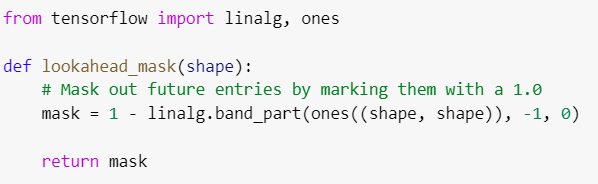 from tensorflow import linalg, ones
def lookahead_mask(shape):
# Mask out future entries by marking them with a 1.0
mask = 1 - linalg.band_part(ones((shape, shape)), -1, 0)
return mask